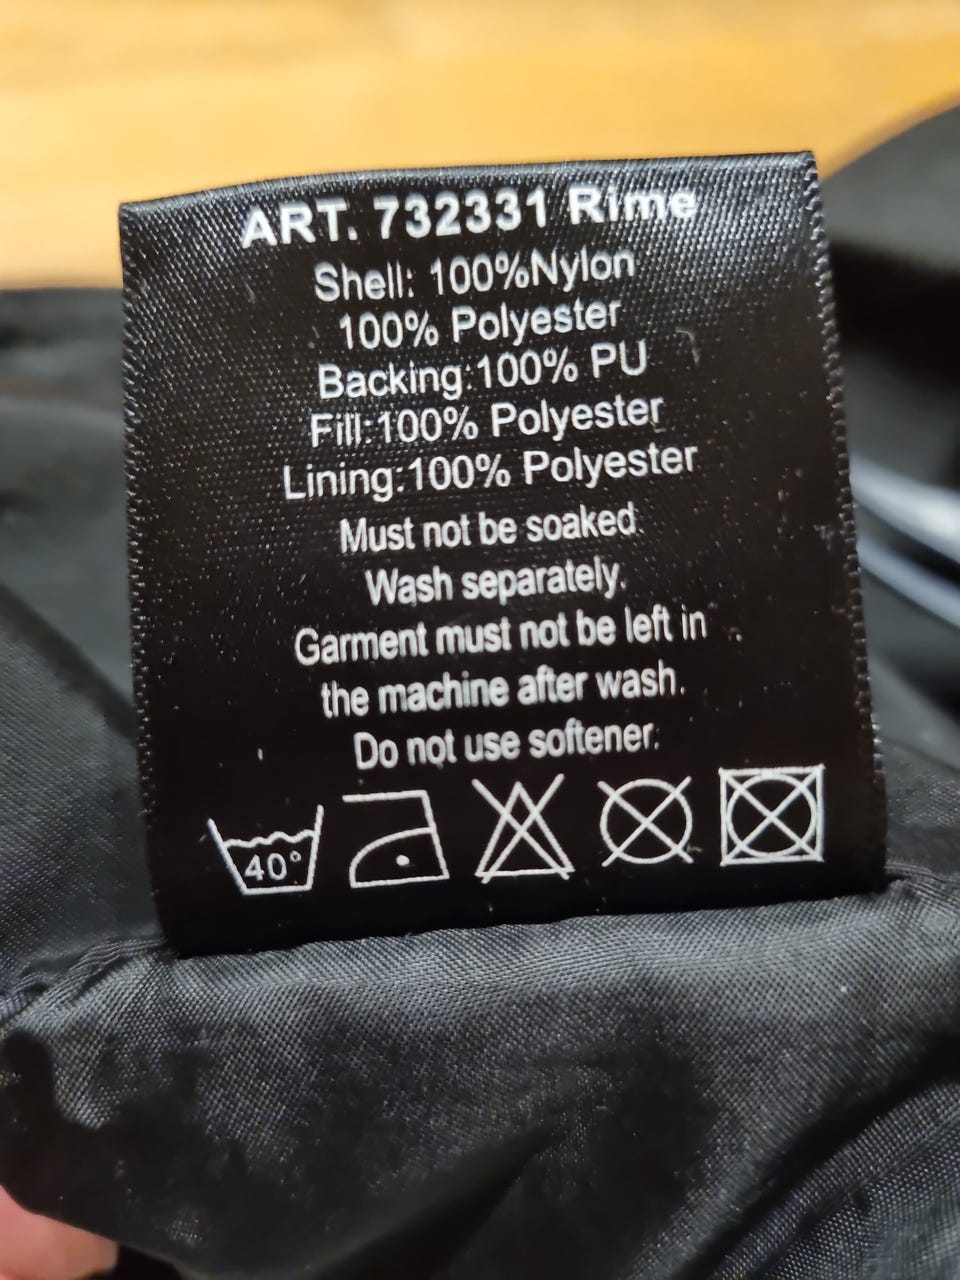 ART. 732331 Rime
Shell: 100%Nylon
100% Polyester
Backing:100% PU
Fill:100% Polyester
Lining:100% Polyester
Must not be soaked
Wash separately.
Garment must not be left in
the machine after wash.
Do not use softener.
40°